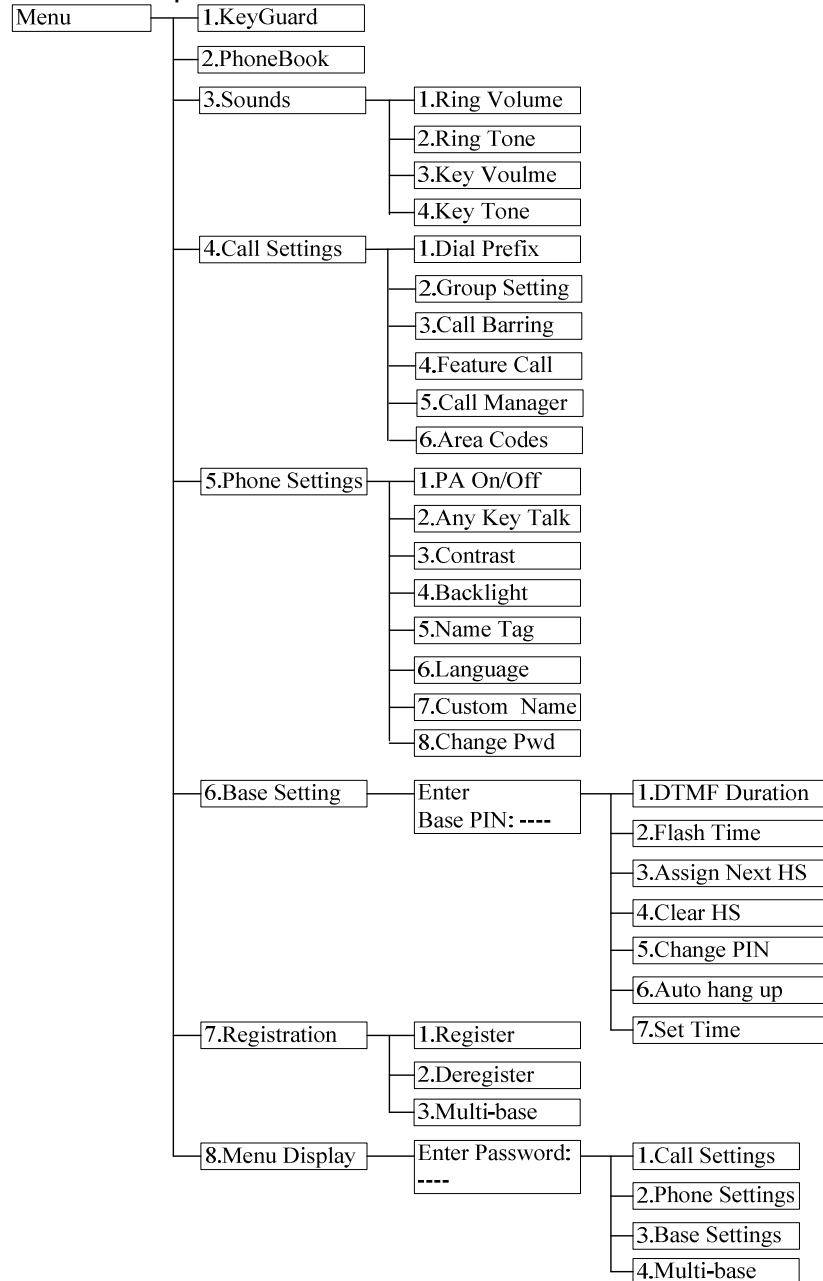 Menu
1.KeyGuard
2.PhoneBook
3.Sounds
1.Ring Volume
2.Ring Tone
3.Key Voulme
4.Key Tone
4.Call Settings
1.Dial Prefix
2.Group Setting
3.Call Barring
4.Feature Call
5.Call Manager
6.Area Codes
5.Phone Settings
1.PA On/Off
2.Any Key Talk
3.Contrast
4.Backlight
5.Name Tag
6.Language
7.Custom  Name
8.Change Pwd
6.Base Setting
Enter
Base PIN: ----
1.DTMF Duration
2.Flash Time
3.Assign Next HS
4.Clear HS
5.Change PIN
6.Auto hang up
7.Set Time
7.Registration
1.Register
2.Deregister
3.Multi-base
8.Menu Display
Enter Password:
----
1.Call Settings
2.Phone Settings
3.Base Settings
4.Multi-base